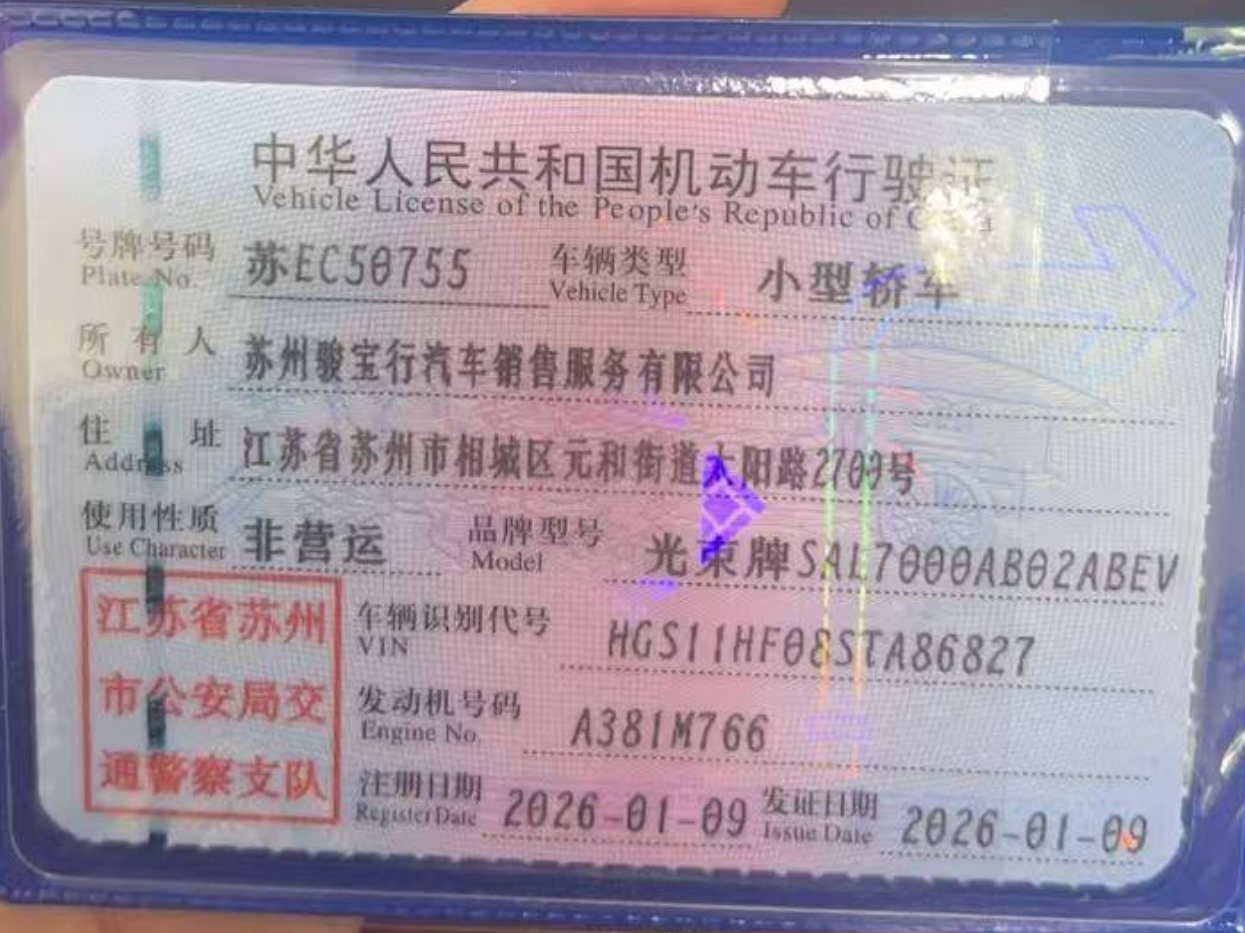 中华人民共和国机动车行驶证
Vehicle License of the People's Republic of China
号牌号码 苏EC50755 车辆类型 小型轿车
Plate No. Vehicle Type
所有人 苏州骏宝行汽车销售服务有限公司
Owner
住址 江苏省苏州市相城区元和街道太阳路2709号
Address
使用性质 非营运 品牌型号 光束牌SAL7000AB02ABEV
Use Character Model
江苏省苏州
市公安局交
通警察支队
车辆识别代号 HGS11HF08STA86827
VIN
发动机号码 A381M766
Engine No.
注册日期 2026-01-09 发证日期 2026-01-09
Register Date Issue Date